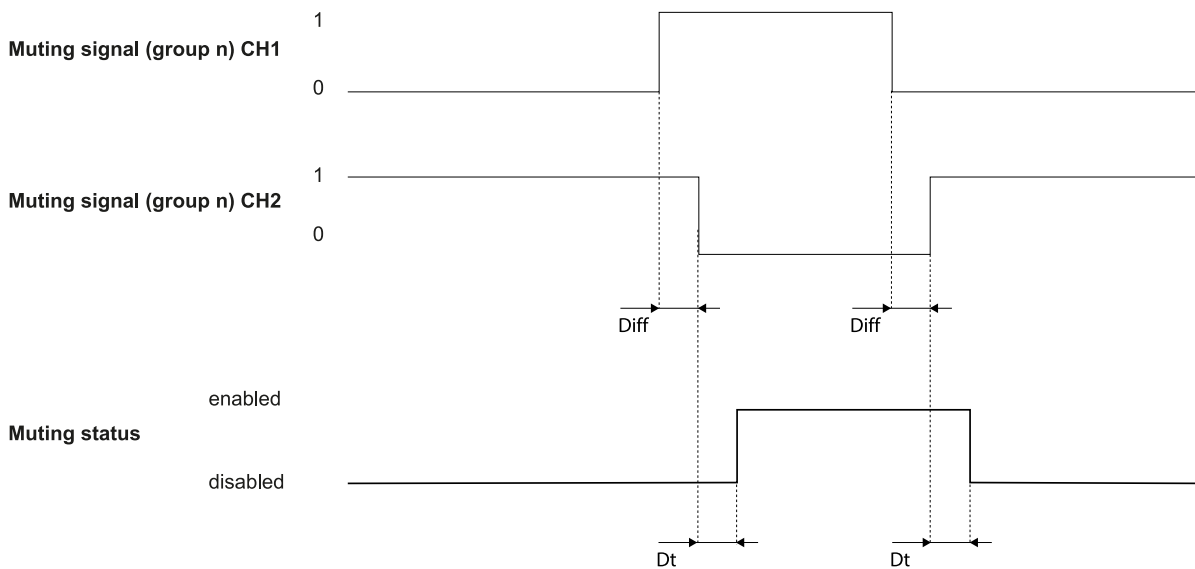 1
Muting signal (group n) CH1
0
1
Muting signal (group n) CH2
0
Diff
Diff
enabled
Muting status
disabled
Dt
Dt